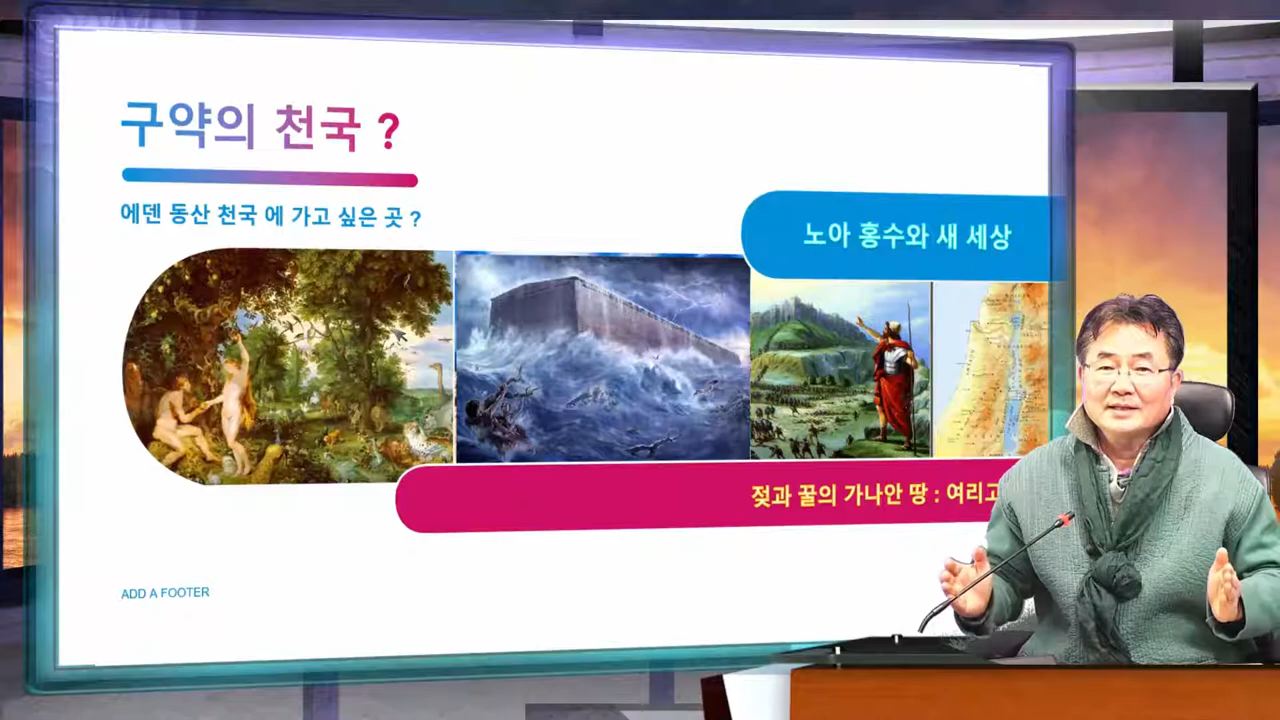 구약의 천국 ?
에덴 동산 천국 에 가고 싶은 곳 ?
노아 홍수와 새 세상
젖과 꿀의 가나안 땅 : 여리고
ADD A FOOTER